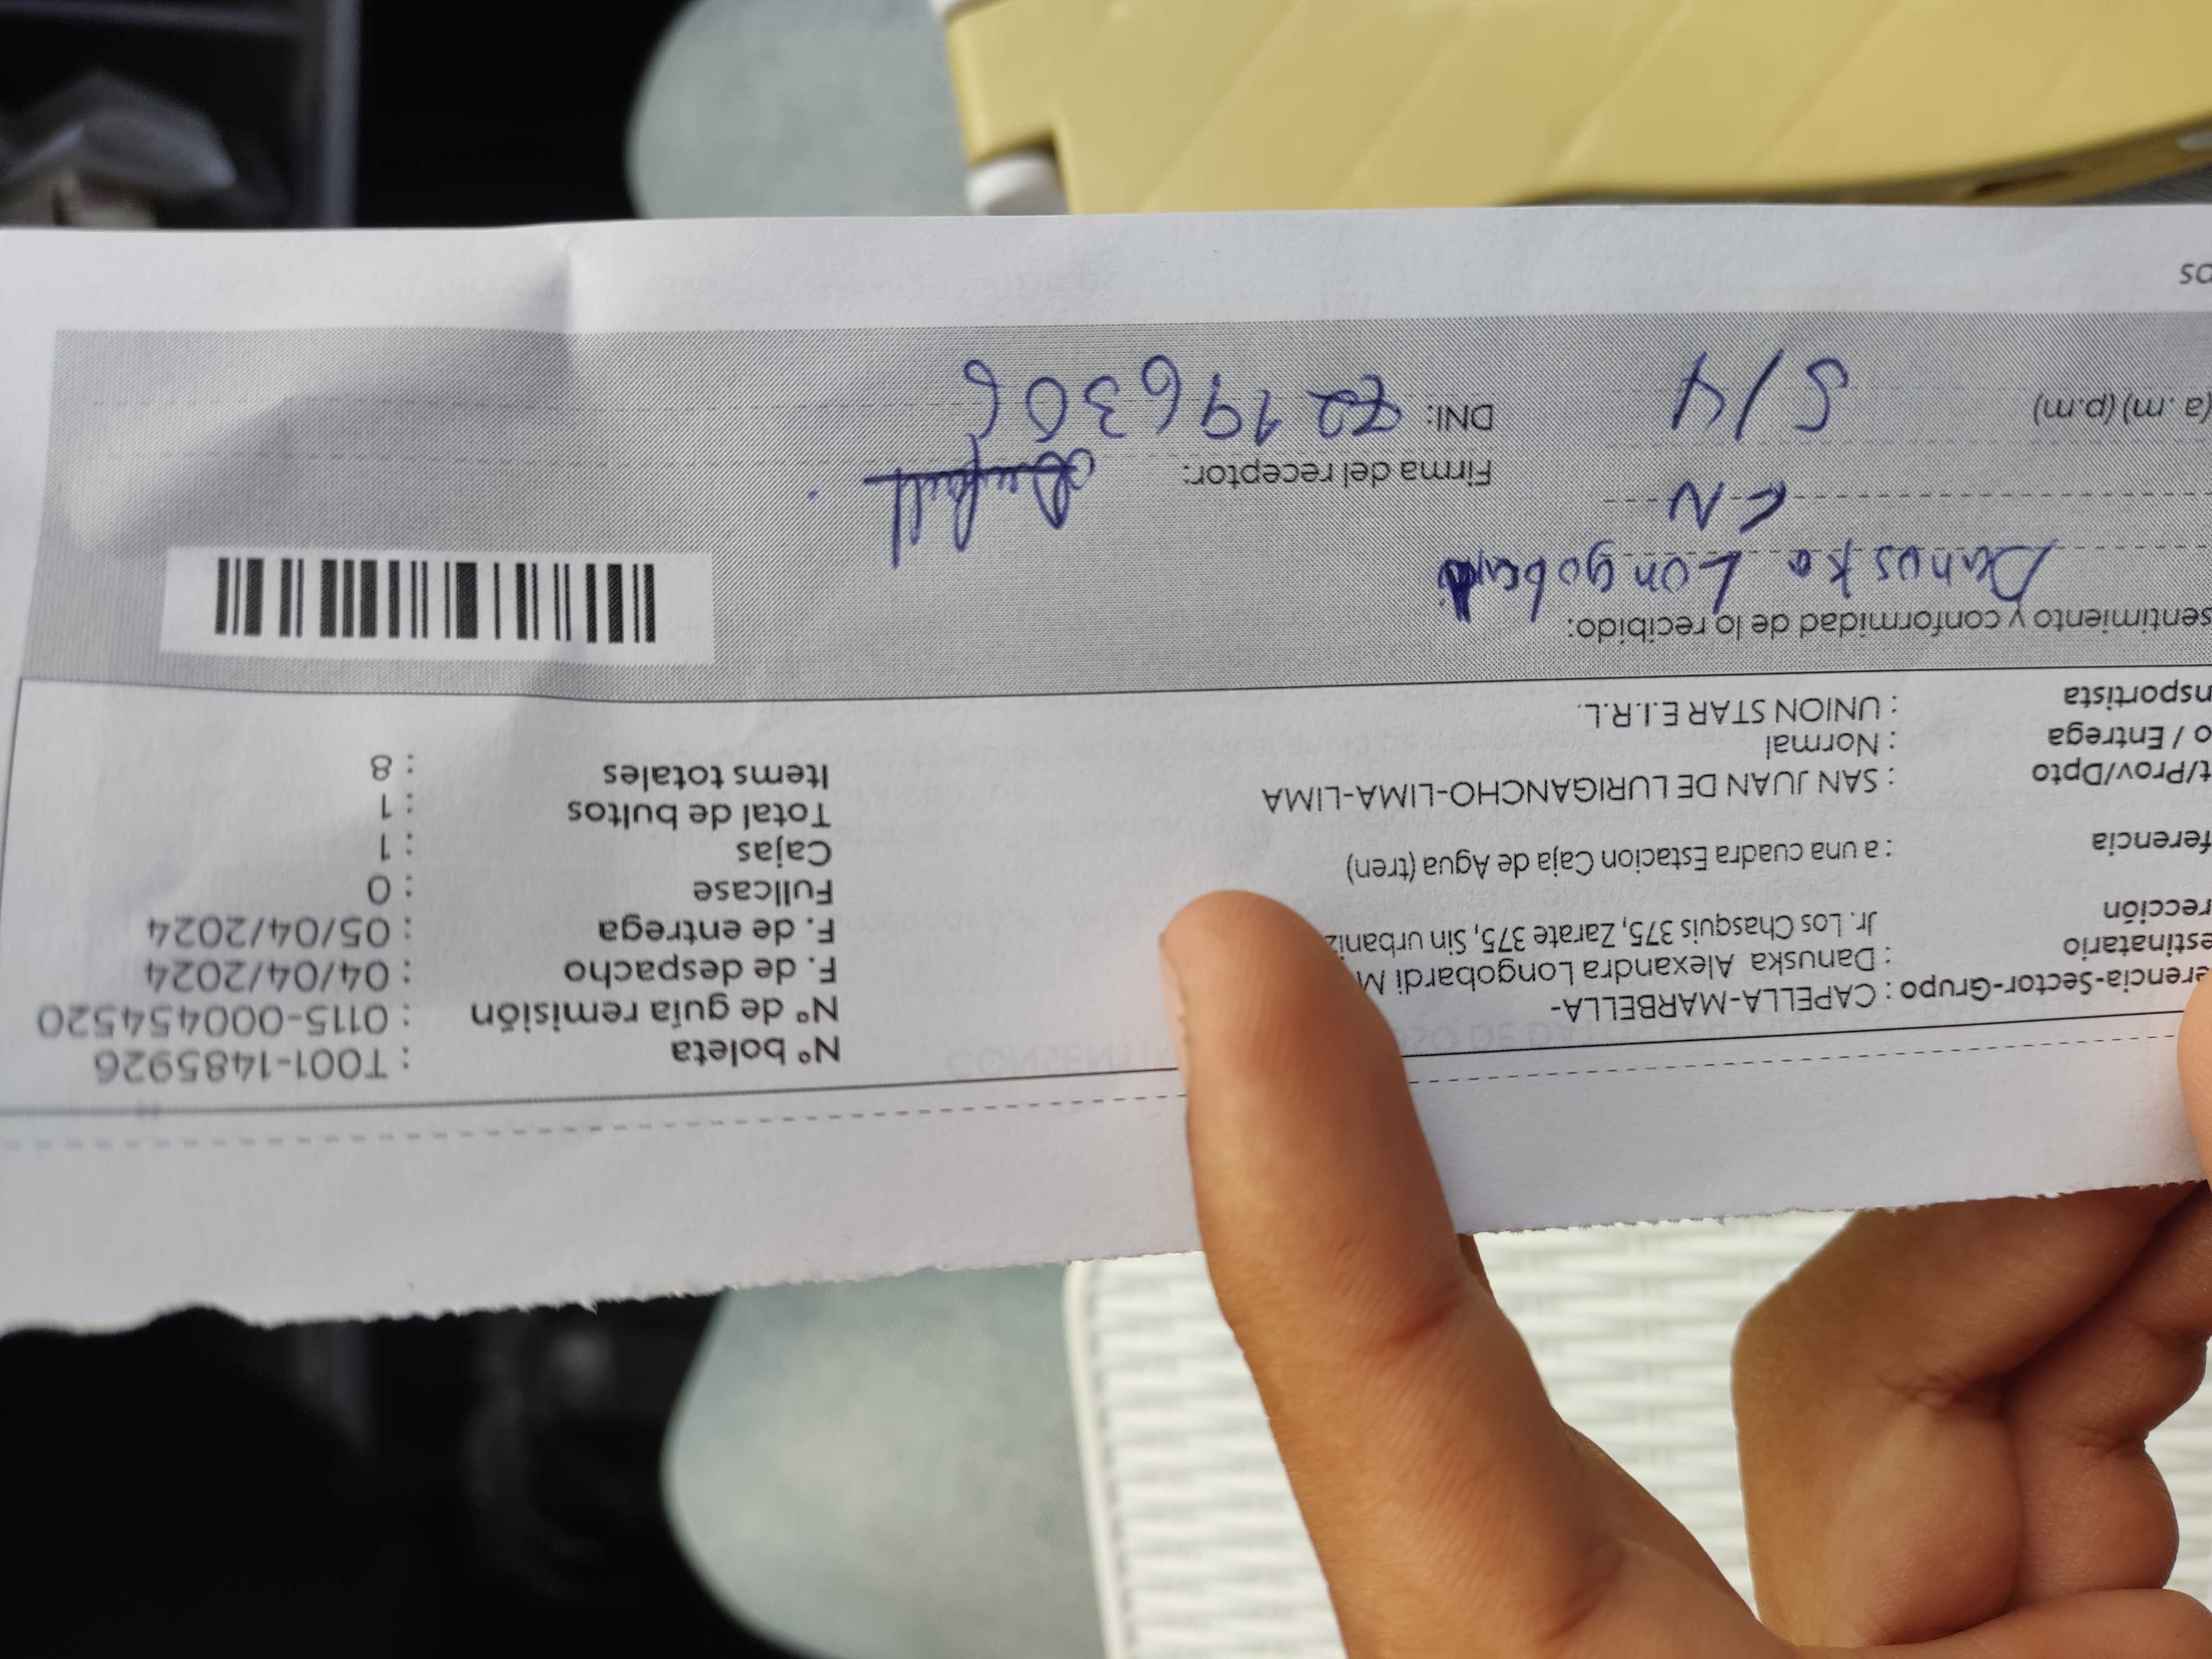 erencia-Sector-Grupo : CAPELLA-MARBELLA-
estinatario : Danuska Alexandra Longobardi M
rección Jr. Los Chasquis 375, Zarate 375, Sin urbaniz
ferencia : a una cuadra Estacion Caja de Agua (tren)
t/Prov/Dpto : SAN JUAN DE LURIGANCHO-LIMA-LIMA
o / Entrega : Normal
nsportista : UNION STAR E.I.R.L.
N° boleta : T001-1485926
N° de guía remisión : 0115-000454520
F. de despacho : 04/04/2024
F. de entrega : 05/04/2024
Fullcase : 0
Cajas : 1
Total de bultos : 1
Items totales : 8
sentimiento y conformidad de lo recibido:
Danuska Longobardi
Firma del receptor:
(a. m) (p.m) 5/4
DNI: 72196306
os